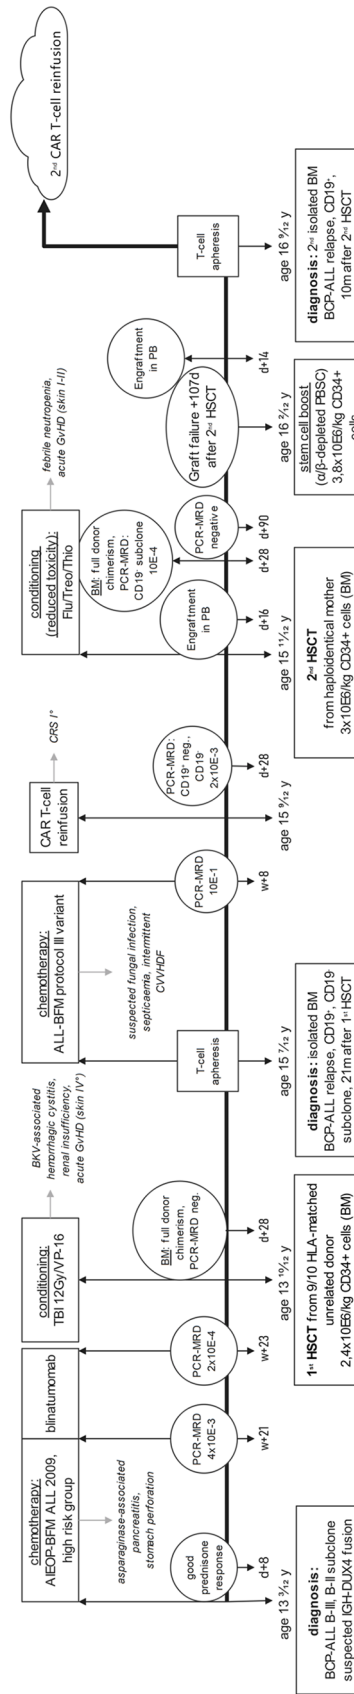 chemotherapy:
AIEOP-BFM ALL 2009,
high risk group
blinatumomab
asparaginase-associated
pancreatitis,
stomach perforation
good
prednisone
response
d+8
age 13 3/12 y
diagnosis:
BCP-ALL B-III, B-II subclone
suspected IGH-DUX4 fusion
PCR-MRD
4x10E-3
w+21
PCR-MRD
2x10E-4
w+23
conditioning:
TBI 12Gy/VP-16
BKV-associated
hemorrhagic cystitis,
renal insufficiency,
acute GvHD (skin IV°)
BM: full donor
chimerism,
PCR-MRD neg.
d+28
age 13 10/12 y
1st HSCT from 9/10 HLA-matched
unrelated donor
2,4x10E6/kg CD34+ cells (BM)
T-cell
apheresis
age 15 7/12 y
diagnosis: isolated BM
BCP-ALL relapse, CD19+, CD19-
subclone, 21m after 1st HSCT
chemotherapy:
ALL-BFM protocol III variant
suspected fungal infection,
septicaemia, intermittent
CVVHDF
PCR-MRD
10E-1
w+8
CAR T-cell
reinfusion
CRS I°
age 15 9/12 y
PCR-MRD:
CD19+ neg.,
CD19-
2x10E-3
d+28
conditioning
(reduced toxicity):
Flu/Treo/Thio
febrile neutropenia,
acute GvHD (skin I-II)
age 15 11/12 y
2nd HSCT
from haploidentical mother
3x10E6/kg CD34+ cells (BM)
Engraftment
in PB
d+16
BM: full donor
chimerism,
PCR-MRD:
CD19- subclone
10E-4
d+28
PCR-MRD
negative
d+90
Graft failure +107d
after 2nd HSCT
age 16 2/12 y
stem cell boost
(α/β-depleted PBSC)
3,8x10E6/kg CD34+
cells
Engraftment
in PB
d+14
T-cell
apheresis
age 16 9/12 y
diagnosis: 2nd isolated BM
BCP-ALL relapse, CD19+,
10m after 2nd HSCT
2nd CAR T-cell reinfusion